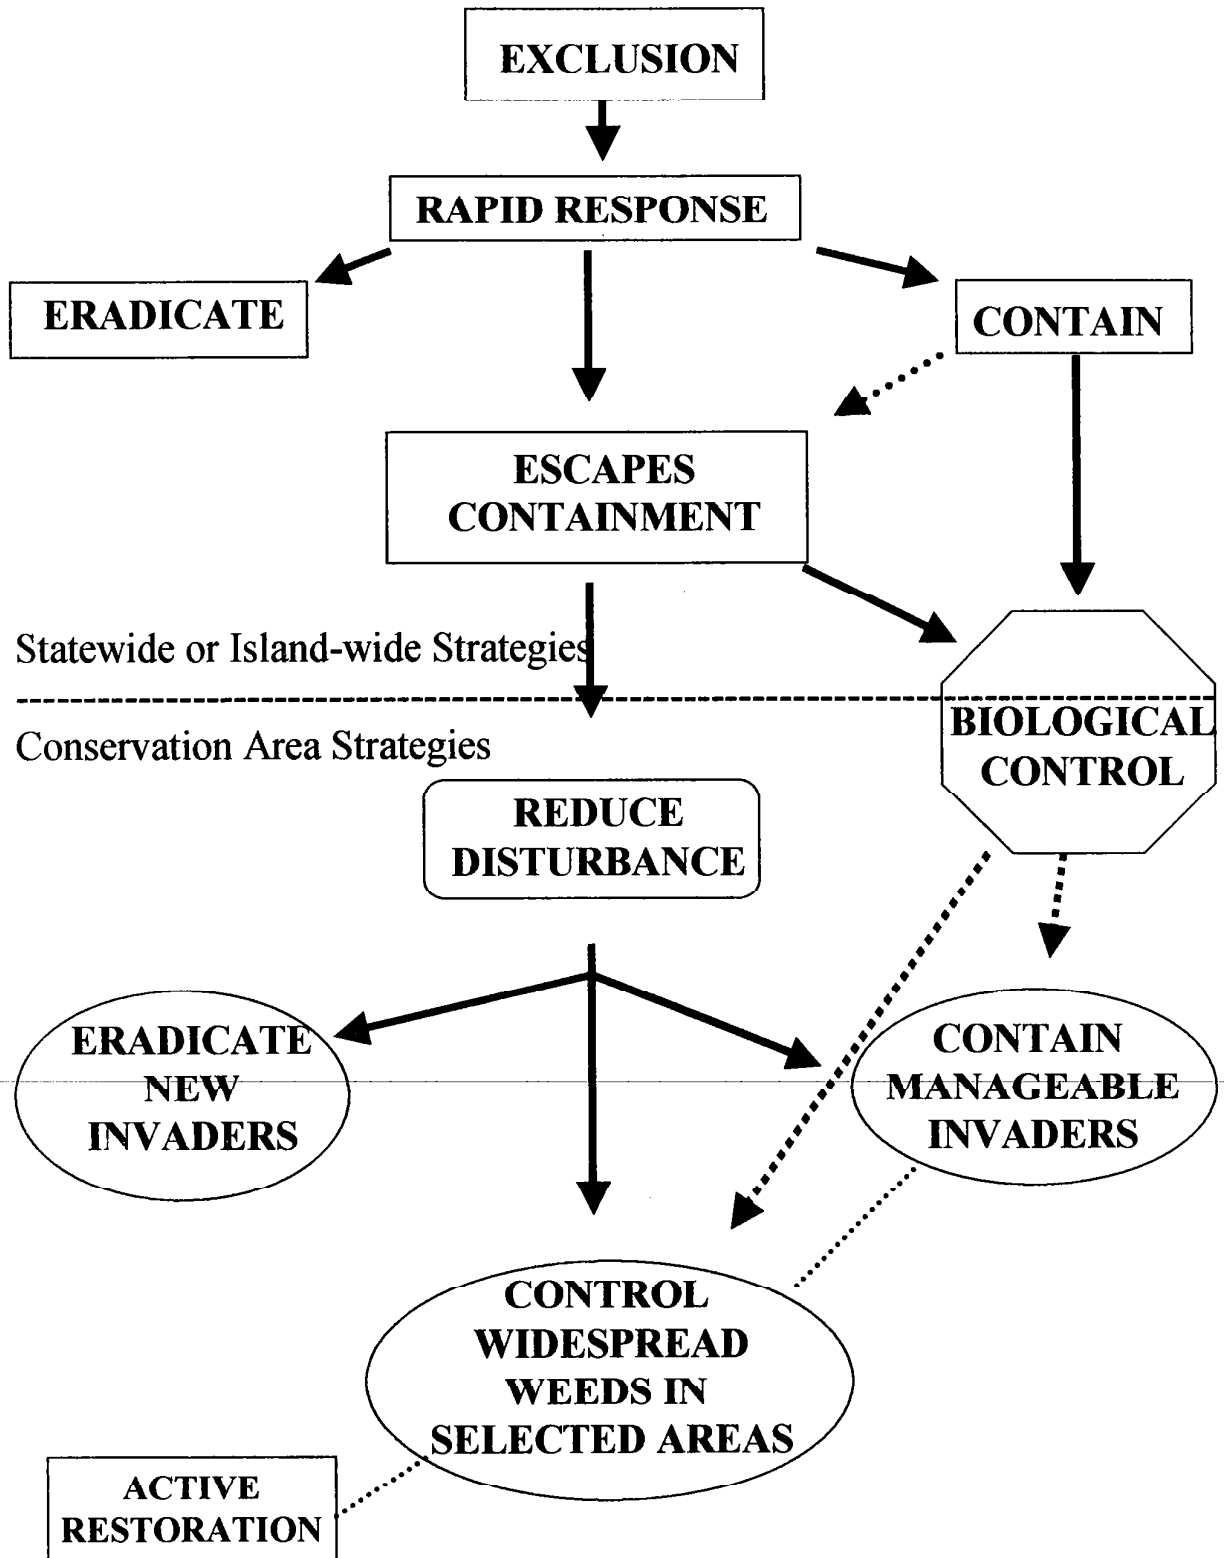 EXCLUSION
RAPID RESPONSE
ERADICATE
CONTAIN
ESCAPES
CONTAINMENT
Statewide or Island-wide Strategies
Conservation Area Strategies
BIOLOGICAL
CONTROL
REDUCE
DISTURBANCE
ERADICATE
NEW
INVADERS
CONTAIN
MANAGEABLE
INVADERS
CONTROL
WIDESPREAD
WEEDS IN
SELECTED AREAS
ACTIVE
RESTORATION